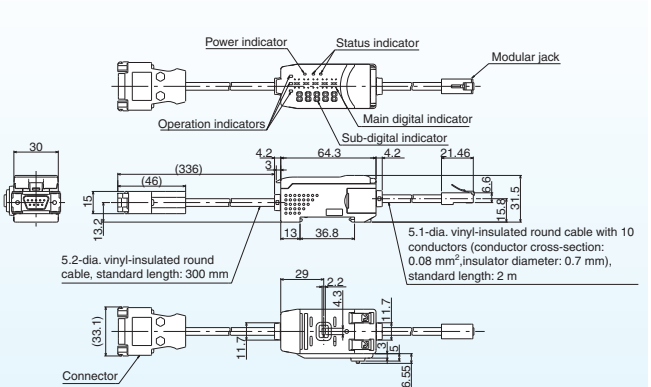 Power indicator
Status indicator
Modular jack
Operation indicators
Main digital indicator
Sub-digital indicator
30
(336)
(46)
15
13.2
4.2
3
64.3
4.2
21.46
6.6
15.8
31.5
13
36.8
5.2-dia. vinyl-insulated round
cable, standard length: 300 mm
5.1-dia. vinyl-insulated round cable with 10
conductors (conductor cross-section:
0.08 mm²,insulator diameter: 0.7 mm),
standard length: 2 m
29
2.2
4.3
11.7
11.7
(33.1)
3
5
6.55
Connector